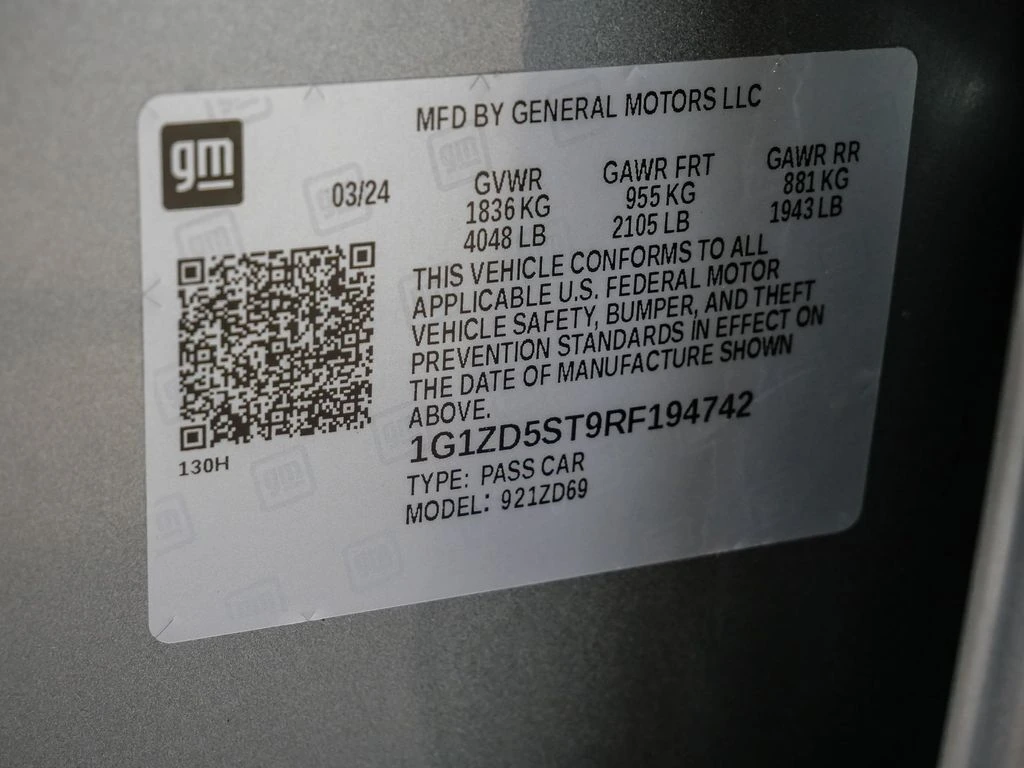 gm
MFD BY GENERAL MOTORS LLC
03/24
GVWR
1836 KG
4048 LB
GAWR FRT
955 KG
2105 LB
GAWR RR
881 KG
1943 LB
THIS VEHICLE CONFORMS TO ALL
APPLICABLE U.S. FEDERAL MOTOR
VEHICLE SAFETY, BUMPER, AND THEFT
PREVENTION STANDARDS IN EFFECT ON
THE DATE OF MANUFACTURE SHOWN
ABOVE.
1G1ZD5ST9RF194742
TYPE: PASS CAR
MODEL: 921ZD69
130H